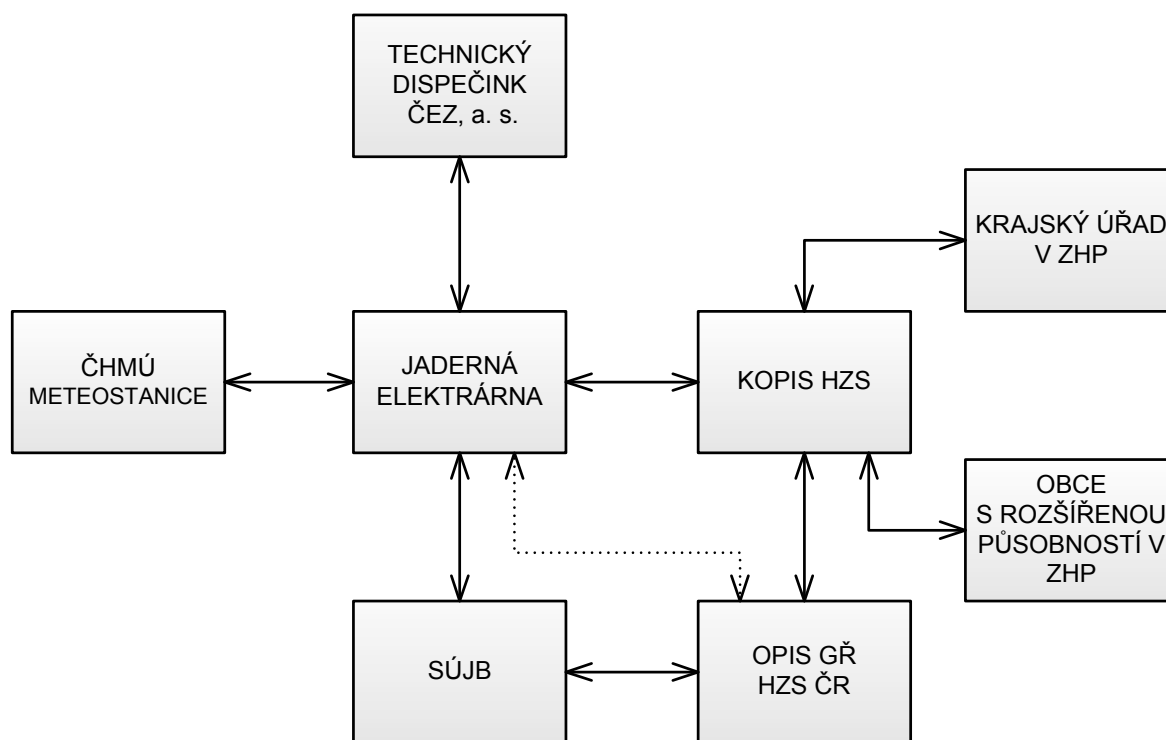 TECHNICKÝ
DISPEČINK
ČEZ, a. s.
KRAJSKÝ ÚŘAD
V ZHP
ČHMÚ
METEOSTANICE
JADERNÁ
ELEKTRÁRNA
KOPIS HZS
OBCE
S ROZŠÍŘENOU
PŮSOBNOSTÍ V
ZHP
SÚJB
OPIS GŘ
HZS ČR